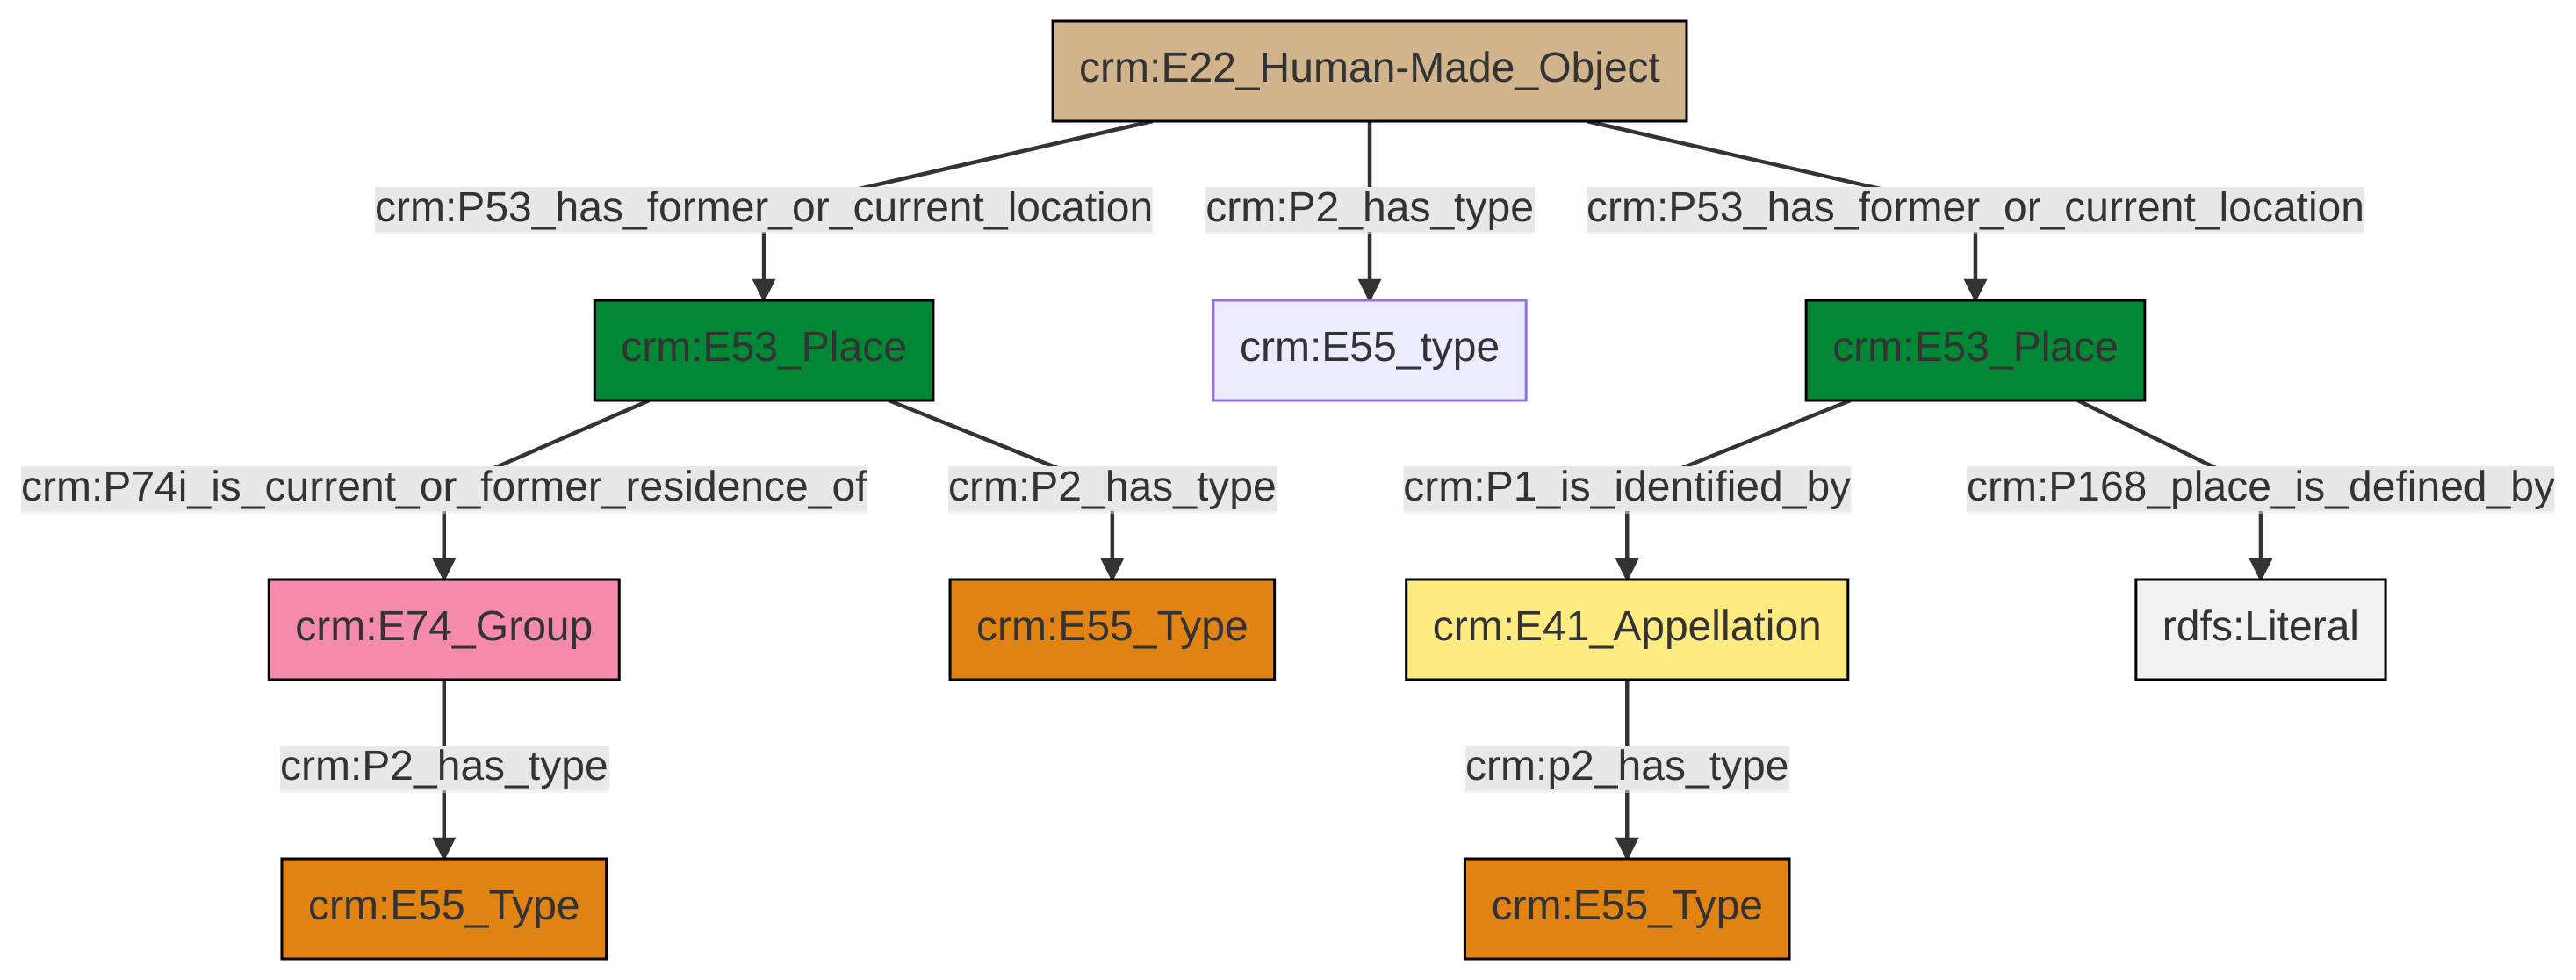 crm:E22_Human-Made_Object
crm:P53_has_former_or_current_location
crm:P2_has_type
crm:P53_has_former_or_current_location
crm:E53_Place
crm:E55_type
crm:E53_Place
crm:P74i_is_current_or_former_residence_of
crm:P2_has_type
crm:P1_is_identified_by
crm:P168_place_is_defined_by
crm:E74_Group
crm:E55_Type
crm:E41_Appellation
rdfs:Literal
crm:P2_has_type
crm:p2_has_type
crm:E55_Type
crm:E55_Type